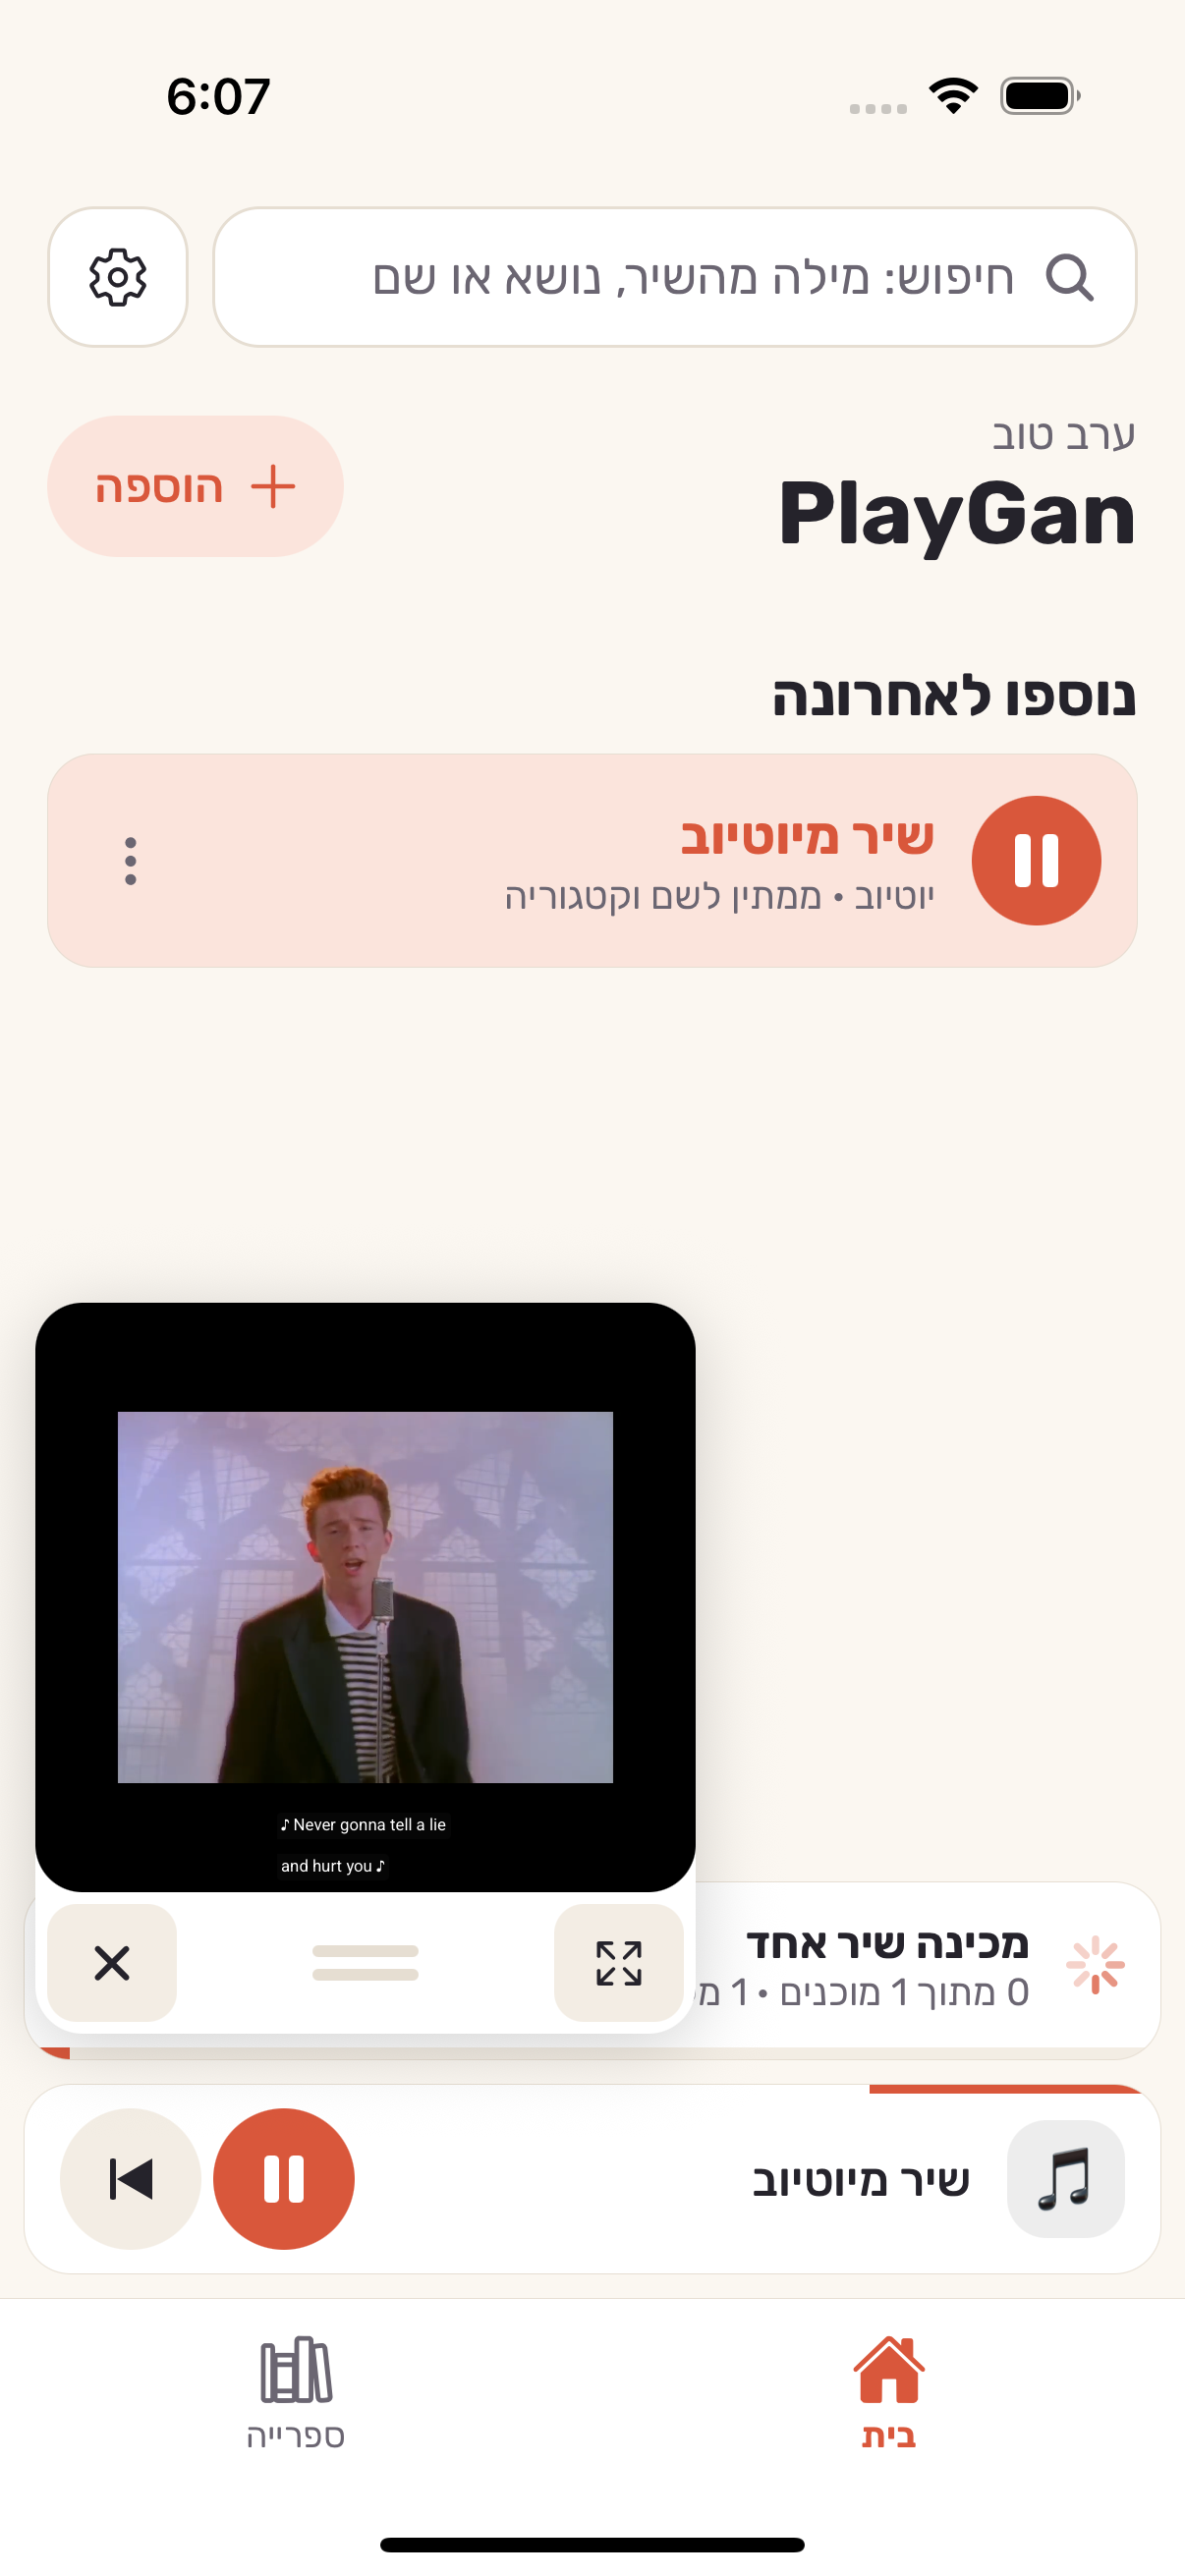 6:07
חיפוש: מילה מהשיר, נושא או שם
ערב טוב
PlayGan
הוספה
נוספו לאחרונה
שיר מיוטיוב
יוטיוב • ממתין לשם וקטגוריה
♪ Never gonna tell a lie
and hurt you ♪
מכינה שיר אחד
0 מתוך 1 מוכנים • 1
שיר מיוטיוב
בית
ספרייה